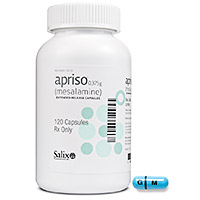 apriso 0.375g
(mesalamine)
EXTENDED-RELEASE CAPSULES
120 Capsules
Rx Only
Salix
G M